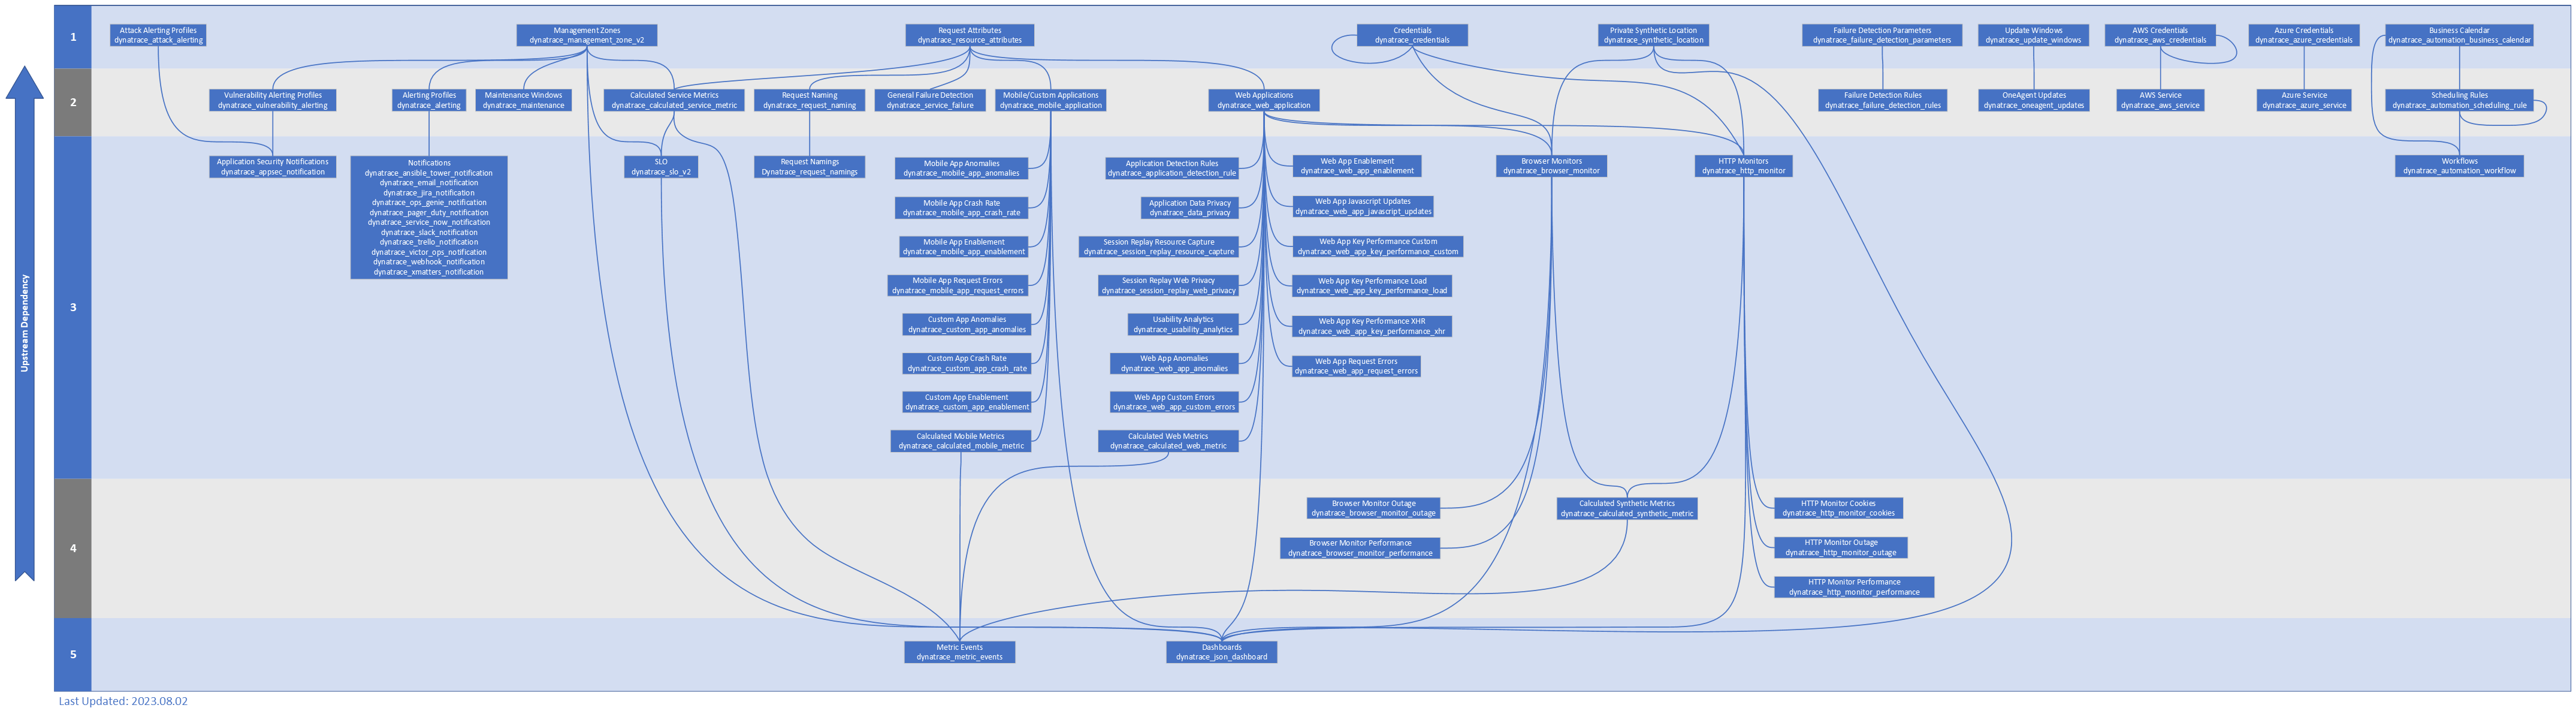 Upstream Dependency
1
Attack Alerting Profiles
dynatrace_attack_alerting
Management Zones
dynatrace_management_zone_v2
Request Attributes
dynatrace_resource_attributes
Credentials
dynatrace_credentials
Private Synthetic Location
dynatrace_synthetic_location
Failure Detection Parameters
dynatrace_failure_detection_parameters
Update Windows
dynatrace_update_windows
AWS Credentials
dynatrace_aws_credentials
Azure Credentials
dynatrace_azure_credentials
Business Calendar
dynatrace_automation_business_calendar
2
Vulnerability Alerting Profiles
dynatrace_vulnerability_alerting
Alerting Profiles
dynatrace_alerting
Maintenance Windows
dynatrace_maintenance
Calculated Service Metrics
dynatrace_calculated_service_metric
Request Naming
dynatrace_request_naming
General Failure Detection
dynatrace_service_failure
Mobile/Custom Applications
dynatrace_mobile_application
Web Applications
dynatrace_web_application
Failure Detection Rules
dynatrace_failure_detection_rules
OneAgent Updates
dynatrace_oneagent_updates
AWS Service
dynatrace_aws_service
Azure Service
dynatrace_azure_service
Scheduling Rules
dynatrace_automation_scheduling_rule
3
Application Security Notifications
dynatrace_appsec_notification
Notifications
dynatrace_ansible_tower_notification
dynatrace_email_notification
dynatrace_jira_notification
dynatrace_ops_genie_notification
dynatrace_pager_duty_notification
dynatrace_service_now_notification
dynatrace_slack_notification
dynatrace_trello_notification
dynatrace_victor_ops_notification
dynatrace_webhook_notification
dynatrace_xmatters_notification
SLO
dynatrace_slo_v2
Request Namings
Dynatrace_request_namings
Mobile App Anomalies
dynatrace_mobile_app_anomalies
Mobile App Crash Rate
dynatrace_mobile_app_crash_rate
Mobile App Enablement
dynatrace_mobile_app_enablement
Mobile App Request Errors
dynatrace_mobile_app_request_errors
Custom App Anomalies
dynatrace_custom_app_anomalies
Custom App Crash Rate
dynatrace_custom_app_crash_rate
Custom App Enablement
dynatrace_custom_app_enablement
Calculated Mobile Metrics
dynatrace_calculated_mobile_metric
Application Detection Rules
dynatrace_application_detection_rule
Application Data Privacy
dynatrace_data_privacy
Session Replay Resource Capture
dynatrace_session_replay_resource_capture
Session Replay Web Privacy
dynatrace_session_replay_web_privacy
Usability Analytics
dynatrace_usability_analytics
Web App Anomalies
dynatrace_web_app_anomalies
Web App Custom Errors
dynatrace_web_app_custom_errors
Calculated Web Metrics
dynatrace_calculated_web_metric
Web App Enablement
dynatrace_web_app_enablement
Web App Javascript Updates
dynatrace_web_app_javascript_updates
Web App Key Performance Custom
dynatrace_web_app_key_performance_custom
Web App Key Performance Load
dynatrace_web_app_key_performance_load
Web App Key Performance XHR
dynatrace_web_app_key_performance_xhr
Web App Request Errors
dynatrace_web_app_request_errors
Browser Monitors
dynatrace_browser_monitor
HTTP Monitors
dynatrace_http_monitor
Workflows
dynatrace_automation_workflow
4
Browser Monitor Outage
dynatrace_browser_monitor_outage
Browser Monitor Performance
dynatrace_browser_monitor_performance
Calculated Synthetic Metrics
dynatrace_calculated_synthetic_metric
HTTP Monitor Cookies
dynatrace_http_monitor_cookies
HTTP Monitor Outage
dynatrace_http_monitor_outage
HTTP Monitor Performance
dynatrace_http_monitor_performance
5
Metric Events
dynatrace_metric_events
Dashboards
dynatrace_json_dashboard
Last Updated: 2023.08.02